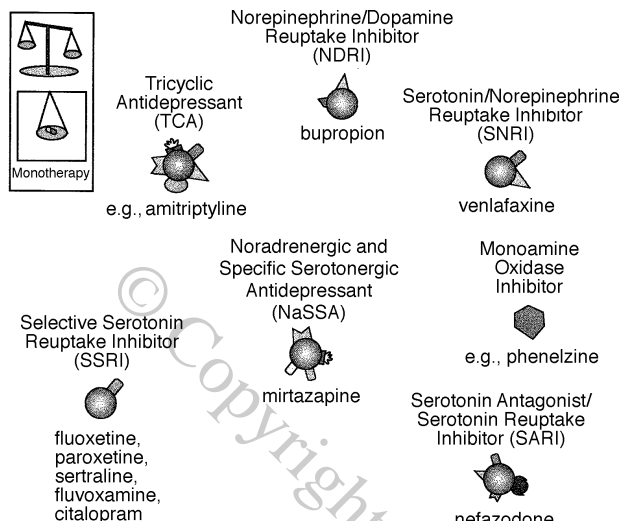 Norepinephrine/Dopamine
Reuptake Inhibitor
(NDRI)
bupropion
Monotherapy
Tricyclic
Antidepressant
(TCA)
e.g., amitriptyline
Serotonin/Norepinephrine
Reuptake Inhibitor
(SNRI)
venlafaxine
Noradrenergic and
Specific Serotonergic
Antidepressant
(NaSSA)
mirtazapine
Monoamine
Oxidase
Inhibitor
e.g., phenelzine
Selective Serotonin
Reuptake Inhibitor
(SSRI)
fluoxetine,
paroxetine,
sertraline,
fluvoxamine,
citalopram
Serotonin Antagonist/
Serotonin Reuptake
Inhibitor (SARI)
nefazodone
© Copyright